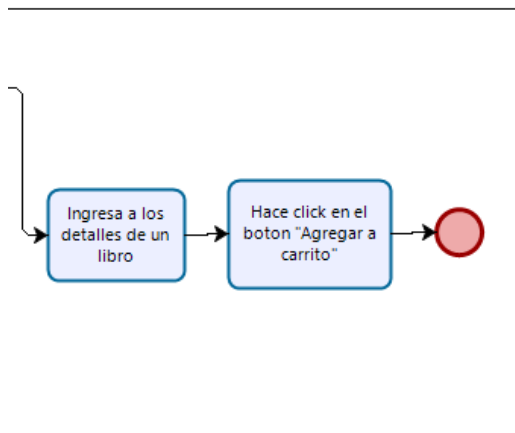 Ingresa a los
detalles de un
libro
Hace click en el
boton "Agregar a
carrito"